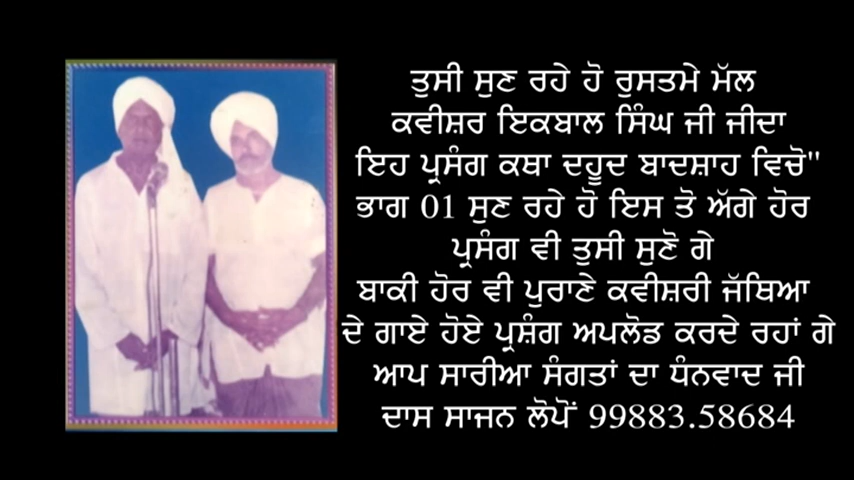 ਤੁਸੀ ਸੁਣ ਰਹੇ ਹੋ ਰੁਸਤਮੇ ਮੱਲ
ਕਵੀਸ਼ਰ ਇਕਬਾਲ ਸਿੰਘ ਜੀ ਜੀਦਾ
ਇਹ ਪ੍ਰਸੰਗ ਕਥਾ ਦਹੂਦ ਬਾਦਸ਼ਾਹ ਵਿਚੋ"
ਭਾਗ 01 ਸੁਣ ਰਹੇ ਹੋ ਇਸ ਤੋ ਅੱਗੇ ਹੋਰ
ਪ੍ਰਸੰਗ ਵੀ ਤੁਸੀ ਸੁਣੋ ਗੇ
ਬਾਕੀ ਹੋਰ ਵੀ ਪੁਰਾਣੇ ਕਵੀਸ਼ਰੀ ਜੱਥਿਆ
ਦੇ ਗਾਏ ਹੋਏ ਪ੍ਰਸ਼ੰਗ ਅਪਲੋਡ ਕਰਦੇ ਰਹਾਂ ਗੇ
ਆਪ ਸਾਰੀਆ ਸੰਗਤਾਂ ਦਾ ਧੰਨਵਾਦ ਜੀ
ਦਾਸ ਸਾਜਨ ਲੋਪੋਂ 99883.58684